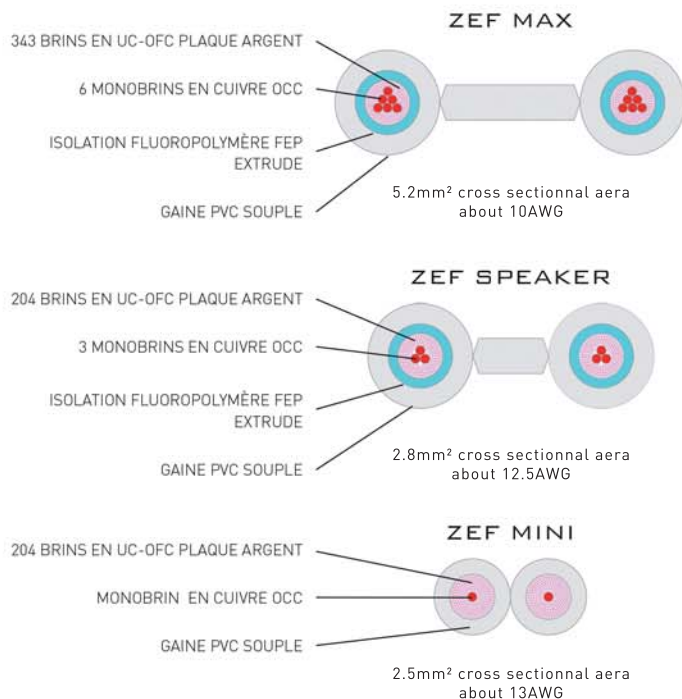 ZEF MAX
343 BRINS EN UC-OFC PLAQUE ARGENT
6 MONOBRINS EN CUIVRE OCC
ISOLATION FLUOROPOLYMÈRE FEP
EXTRUDE
GAINE PVC SOUPLE
5.2mm² cross sectionnal aera
about 10AWG
ZEF SPEAKER
204 BRINS EN UC-OFC PLAQUE ARGENT
3 MONOBRINS EN CUIVRE OCC
ISOLATION FLUOROPOLYMÈRE FEP
EXTRUDE
GAINE PVC SOUPLE
2.8mm² cross sectionnal aera
about 12.5AWG
ZEF MINI
204 BRINS EN UC-OFC PLAQUE ARGENT
MONOBRIN EN CUIVRE OCC
GAINE PVC SOUPLE
2.5mm² cross sectionnal aera
about 13AWG